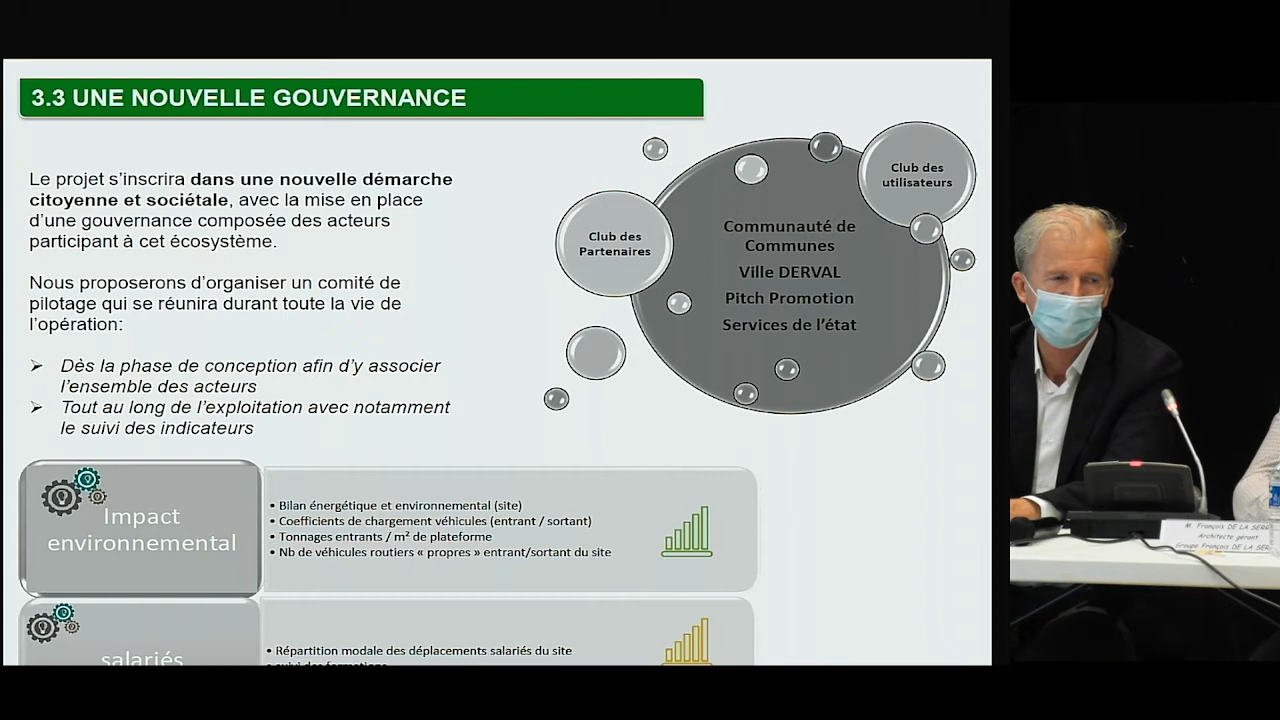 3.3 UNE NOUVELLE GOUVERNANCE
Le projet s’inscrira dans une nouvelle démarche
citoyenne et sociétale, avec la mise en place
d’une gouvernance composée des acteurs
participant à cet écosystème.
Nous proposerons d’organiser un comité de
pilotage qui se réunira durant toute la vie de
l’opération:
➢ Dès la phase de conception afin d’y associer
l’ensemble des acteurs
➢ Tout au long de l’exploitation avec notamment
le suivi des indicateurs
Club des
Partenaires
Club des
utilisateurs
Communauté de
Communes
Ville DERVAL
Pitch Promotion
Services de l’état
Impact
environnemental
• Bilan énergétique et environnemental (site)
• Coefficients de chargement véhicules (entrant / sortant)
• Tonnages entrants / m² de plateforme
• Nb de véhicules routiers « propres » entrant/sortant du site
salariés
• Répartition modale des déplacements salariés du site
• suivi des formations
M. François DE LA SERR
Architecte gérant
Groupe François DE LA SER